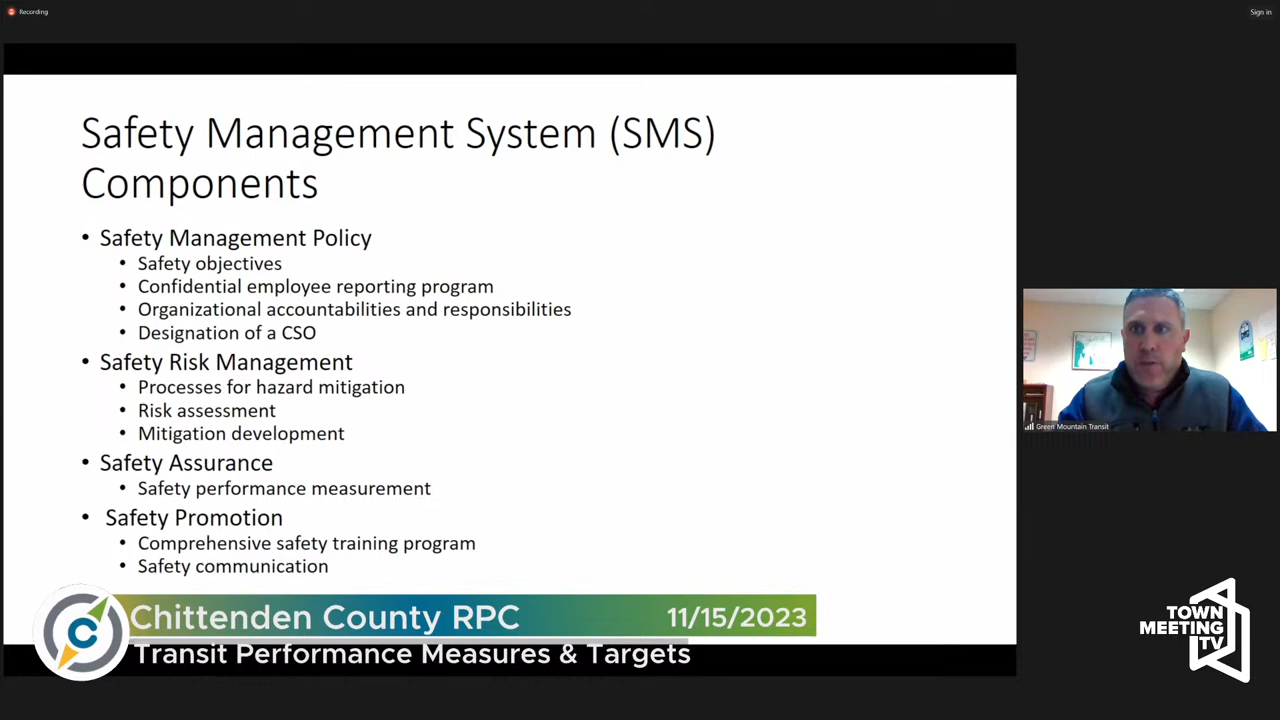 Recording
Sign in
Safety Management System (SMS)
Components
• Safety Management Policy
• Safety objectives
• Confidential employee reporting program
• Organizational accountabilities and responsibilities
• Designation of a CSO
• Safety Risk Management
• Processes for hazard mitigation
• Risk assessment
• Mitigation development
• Safety Assurance
• Safety performance measurement
• Safety Promotion
• Comprehensive safety training program
• Safety communication
Green Mountain Transit
C
Chittenden County RPC 11/15/2023
Transit Performance Measures & Targets
TOWN
MEETING
TV